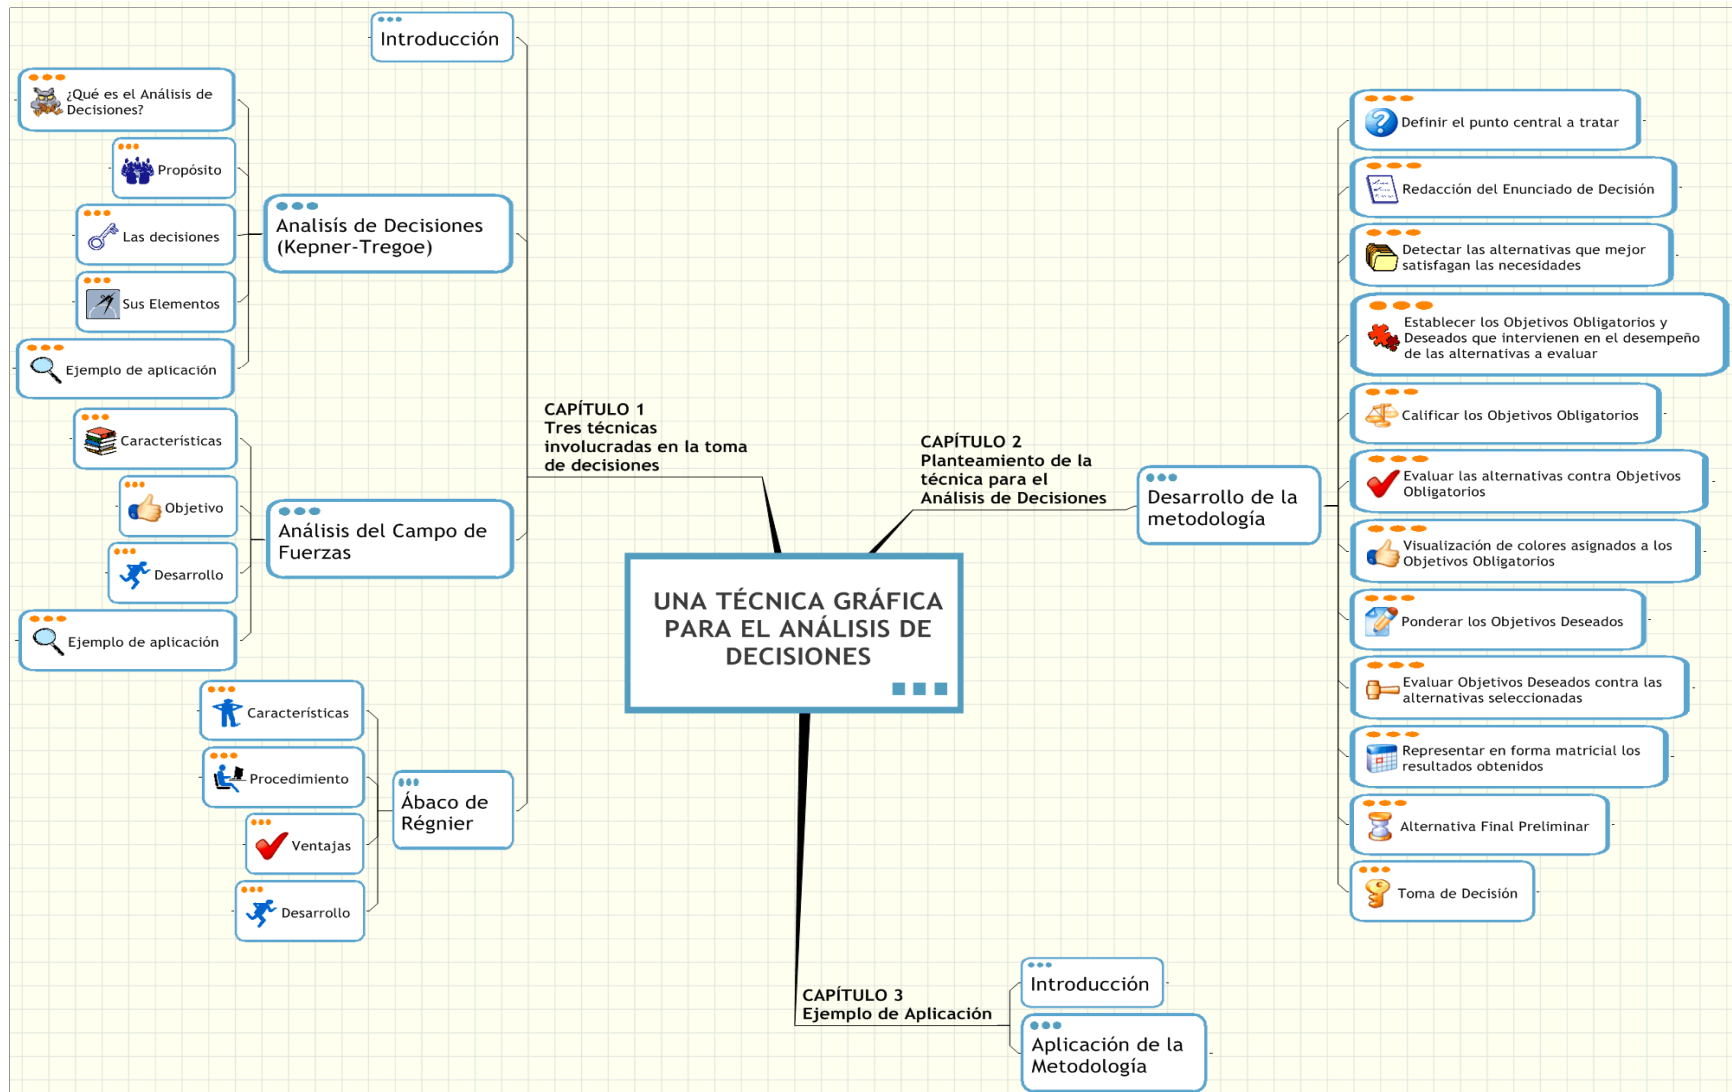 Introducción
¿Qué es el Análisis de
Decisiones?
Propósito
Las decisiones
Sus Elementos
Ejemplo de aplicación
Analisís de Decisiones
(Kepner-Tregoe)
Características
Objetivo
Desarrollo
Ejemplo de aplicación
Análisis del Campo de
Fuerzas
Características
Procedimiento
Ventajas
Desarrollo
Ábaco de
Régnier
CAPÍTULO 1
Tres técnicas
involucradas en la toma
de decisiones
UNA TÉCNICA GRÁFICA
PARA EL ANÁLISIS DE
DECISIONES
CAPÍTULO 2
Planteamiento de la
técnica para el
Análisis de Decisiones
Desarrollo de la
metodología
Definir el punto central a tratar
Redacción del Enunciado de Decisión
Detectar las alternativas que mejor
satisfagan las necesidades
Establecer los Objetivos Obligatorios y
Deseados que intervienen en el desempeño
de las alternativas a evaluar
Calificar los Objetivos Obligatorios
Evaluar las alternativas contra Objetivos
Obligatorios
Visualización de colores asignados a los
Objetivos Obligatorios
Ponderar los Objetivos Deseados
Evaluar Objetivos Deseados contra las
alternativas seleccionadas
Representar en forma matricial los
resultados obtenidos
Alternativa Final Preliminar
Toma de Decisión
CAPÍTULO 3
Ejemplo de Aplicación
Introducción
Aplicación de la
Metodología